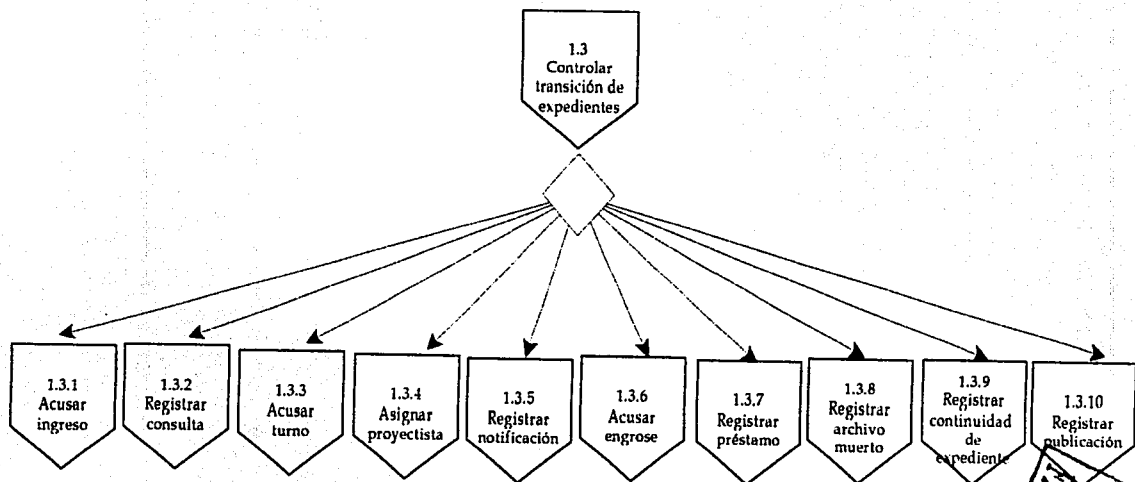 1.3
Controlar
transición de
expedientes
1.3.1
Acusar
ingreso
1.3.2
Registrar
consulta
1.3.3
Acusar
turno
1.3.4
Asignar
proyectista
1.3.5
Registrar
notificación
1.3.6
Acusar
engrose
1.3.7
Registrar
préstamo
1.3.8
Registrar
archivo
muerto
1.3.9
Registrar
continuidad
de
expediente
1.3.10
Registrar
publicación